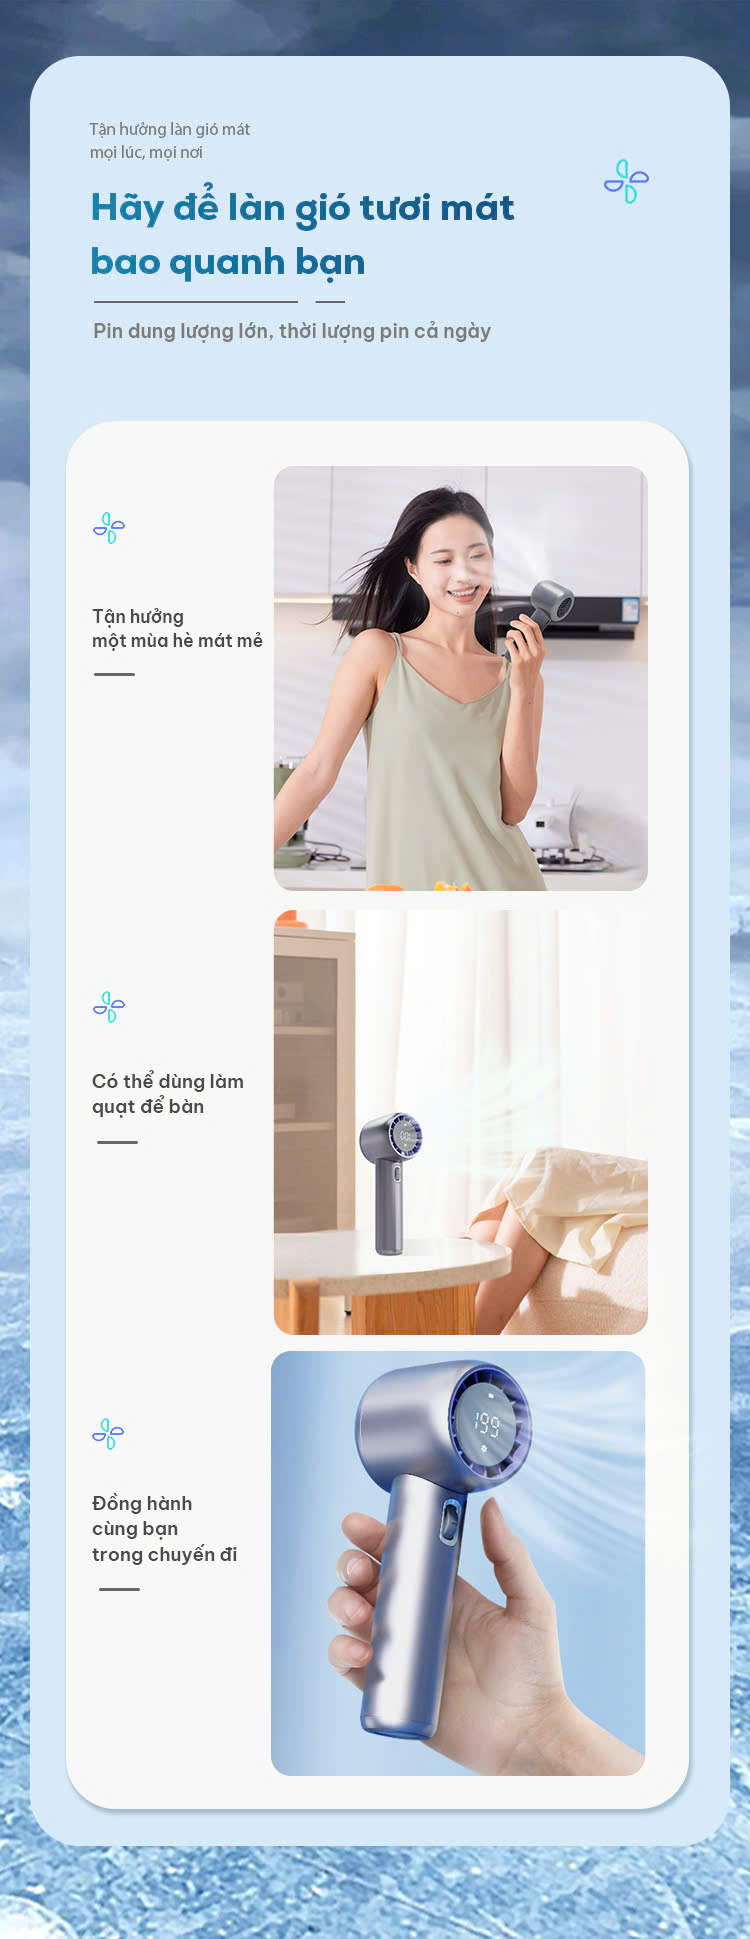 Tận hưởng làn gió mát
mọi lúc, mọi nơi
Hãy để làn gió tươi mát
bao quanh bạn
Pin dung lượng lớn, thời lượng pin cả ngày
Tận hưởng
một mùa hè mát mẻ
Có thể dùng làm
quạt để bàn
Đồng hành
cùng bạn
trong chuyến đi
199